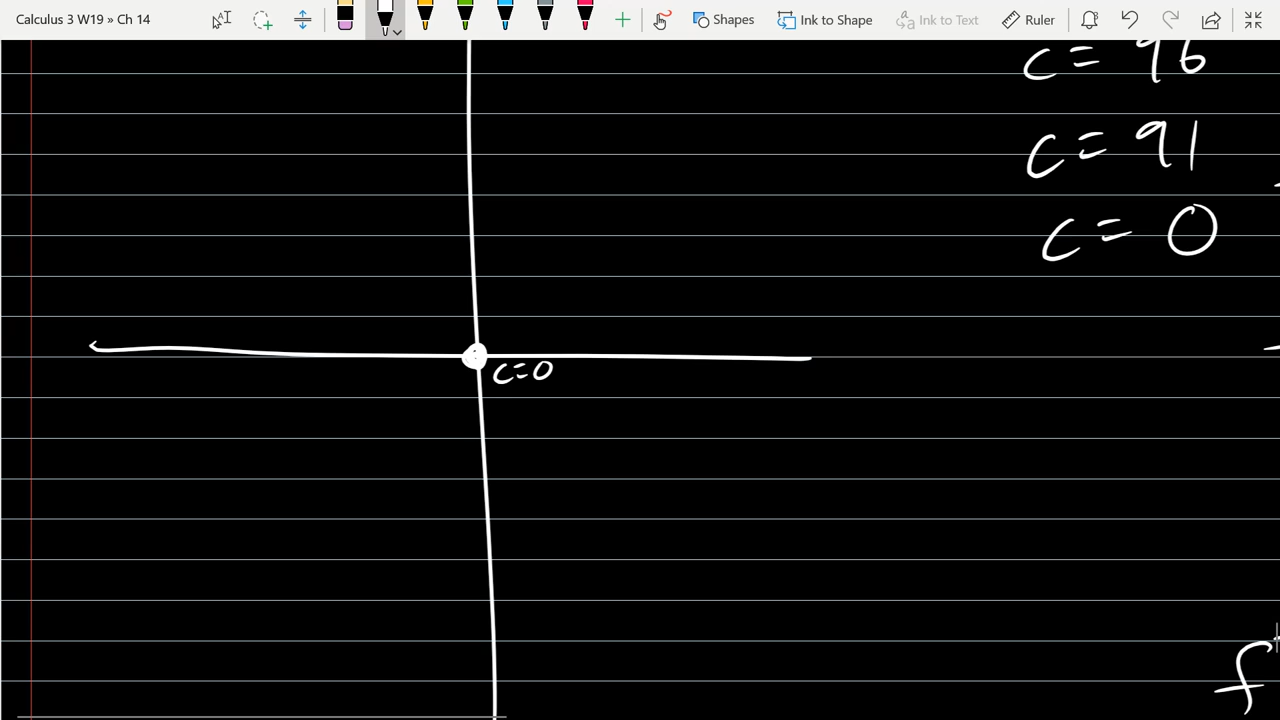 Calculus 3 W19 » Ch 14
Shapes
Ink to Shape
Ink to Text
Ruler
c = 96
c = 91
c = 0
c=0
f